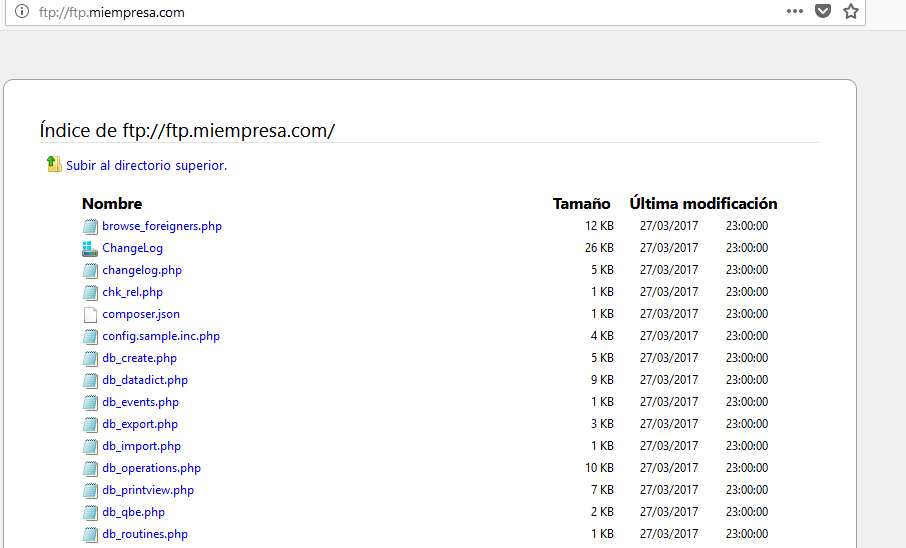 ftp://ftp.miempresa.com
Índice de ftp://ftp.miempresa.com/
Subir al directorio superior.
Nombre Tamaño Última modificación
browse_foreigners.php 12 KB 27/03/2017 23:00:00
ChangeLog 26 KB 27/03/2017 23:00:00
changelog.php 5 KB 27/03/2017 23:00:00
chk_rel.php 1 KB 27/03/2017 23:00:00
composer.json 1 KB 27/03/2017 23:00:00
config.sample.inc.php 4 KB 27/03/2017 23:00:00
db_create.php 5 KB 27/03/2017 23:00:00
db_datadict.php 9 KB 27/03/2017 23:00:00
db_events.php 1 KB 27/03/2017 23:00:00
db_export.php 3 KB 27/03/2017 23:00:00
db_import.php 1 KB 27/03/2017 23:00:00
db_operations.php 10 KB 27/03/2017 23:00:00
db_printview.php 7 KB 27/03/2017 23:00:00
db_qbe.php 2 KB 27/03/2017 23:00:00
db_routines.php 1 KB 27/03/2017 23:00:00